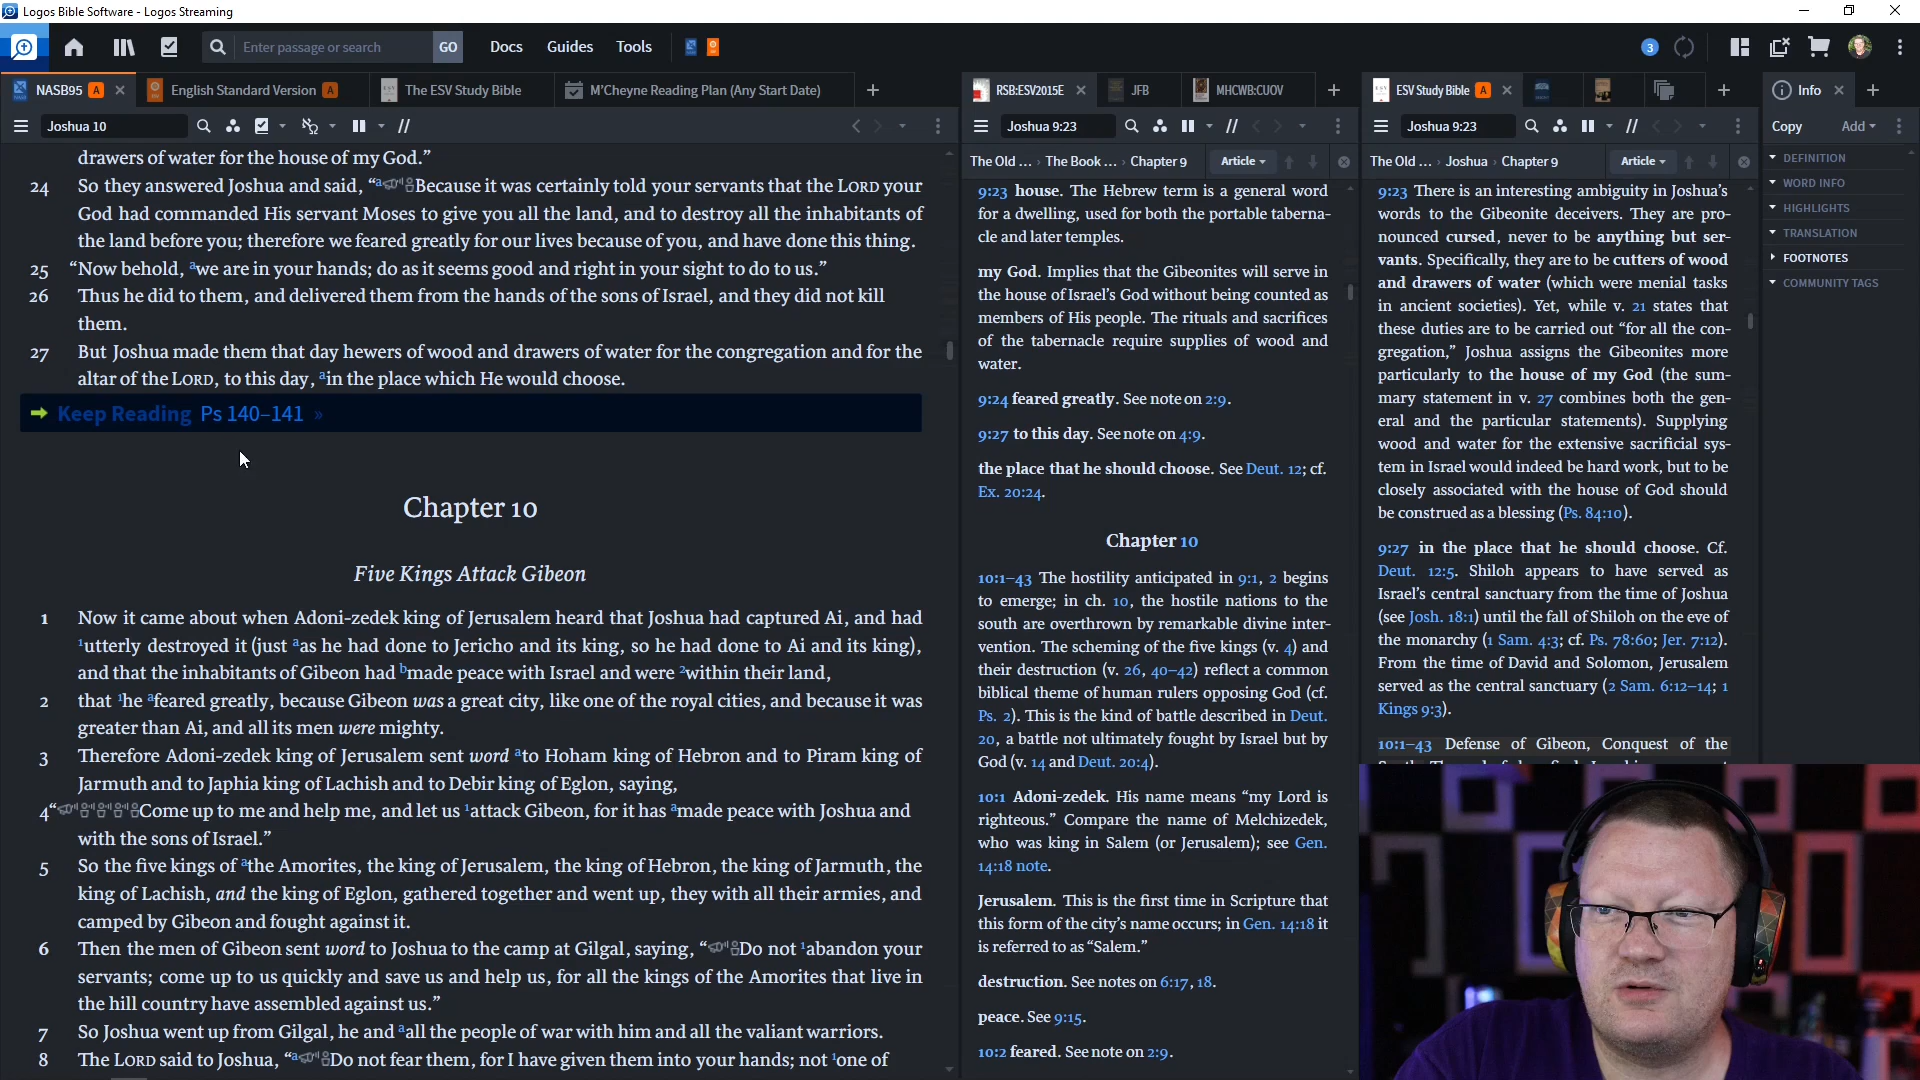 Logos Bible Software - Logos Streaming
Enter passage or search
GO
Docs
Guides
Tools
3
NASB95 A
English Standard Version A
The ESV Study Bible
M'Cheyne Reading Plan (Any Start Date)
RSB:ESV2015E
JFB
MHCWB:CUOV
ESV Study Bible A
Info
Joshua 10
Joshua 9:23
Joshua 9:23
Copy
Add
drawers of water for the house of my God.”
24 So they answered Joshua and said, “ᵃBecause it was certainly told your servants that the LORD your
God had commanded His servant Moses to give you all the land, and to destroy all the inhabitants of
the land before you; therefore we feared greatly for our lives because of you, and have done this thing.
25 “Now behold, ᵃwe are in your hands; do as it seems good and right in your sight to do to us.”
26 Thus he did to them, and delivered them from the hands of the sons of Israel, and they did not kill
them.
27 But Joshua made them that day hewers of wood and drawers of water for the congregation and for the
altar of the LORD, to this day, ᵃin the place which He would choose.
Keep Reading Ps 140–141 »
Chapter 10
Five Kings Attack Gibeon
1 Now it came about when Adoni-zedek king of Jerusalem heard that Joshua had captured Ai, and had
¹utterly destroyed it (just ᵃas he had done to Jericho and its king, so he had done to Ai and its king),
and that the inhabitants of Gibeon had ᵇmade peace with Israel and were ²within their land,
2 that ¹he ᵃfeared greatly, because Gibeon was a great city, like one of the royal cities, and because it was
greater than Ai, and all its men were mighty.
3 Therefore Adoni-zedek king of Jerusalem sent word ᵃto Hoham king of Hebron and to Piram king of
Jarmuth and to Japhia king of Lachish and to Debir king of Eglon, saying,
4 “Come up to me and help me, and let us ¹attack Gibeon, for it has ᵃmade peace with Joshua and
with the sons of Israel.”
5 So the five kings of ᵃthe Amorites, the king of Jerusalem, the king of Hebron, the king of Jarmuth, the
king of Lachish, and the king of Eglon, gathered together and went up, they with all their armies, and
camped by Gibeon and fought against it.
6 Then the men of Gibeon sent word to Joshua to the camp at Gilgal, saying, “Do not ¹abandon your
servants; come up to us quickly and save us and help us, for all the kings of the Amorites that live in
the hill country have assembled against us.”
7 So Joshua went up from Gilgal, he and ᵃall the people of war with him and all the valiant warriors.
8 The LORD said to Joshua, “ᵃDo not fear them, for I have given them into your hands; not ¹one of
The Old ... › The Book ... › Chapter 9
Article
9:23 house. The Hebrew term is a general word
for a dwelling, used for both the portable taberna-
cle and later temples.
my God. Implies that the Gibeonites will serve in
the house of Israel’s God without being counted as
members of His people. The rituals and sacrifices
of the tabernacle require supplies of wood and
water.
9:24 feared greatly. See note on 2:9.
9:27 to this day. See note on 4:9.
the place that he should choose. See Deut. 12; cf.
Ex. 20:24.
Chapter 10
10:1–43 The hostility anticipated in 9:1, 2 begins
to emerge; in ch. 10, the hostile nations to the
south are overthrown by remarkable divine inter-
vention. The scheming of the five kings (v. 4) and
their destruction (v. 26, 40–42) reflect a common
biblical theme of human rulers opposing God (cf.
Ps. 2). This is the kind of battle described in Deut.
20, a battle not ultimately fought by Israel but by
God (v. 14 and Deut. 20:4).
10:1 Adoni-zedek. His name means “my Lord is
righteous.” Compare the name of Melchizedek,
who was king in Salem (or Jerusalem); see Gen.
14:18 note.
Jerusalem. This is the first time in Scripture that
this form of the city’s name occurs; in Gen. 14:18 it
is referred to as “Salem.”
destruction. See notes on 6:17, 18.
peace. See 9:15.
10:2 feared. See note on 2:9.
The Old ... › Joshua › Chapter 9
Article
9:23 There is an interesting ambiguity in Joshua’s
words to the Gibeonite deceivers. They are pro-
nounced cursed, never to be anything but ser-
vants. Specifically, they are to be cutters of wood
and drawers of water (which were menial tasks
in ancient societies). Yet, while v. 21 states that
these duties are to be carried out “for all the con-
gregation,” Joshua assigns the Gibeonites more
particularly to the house of my God (the sum-
mary statement in v. 27 combines both the gen-
eral and the particular statements). Supplying
wood and water for the extensive sacrificial sys-
tem in Israel would indeed be hard work, but to be
closely associated with the house of God should
be construed as a blessing (Ps. 84:10).
9:27 in the place that he should choose. Cf.
Deut. 12:5. Shiloh appears to have served as
Israel’s central sanctuary from the time of Joshua
(see Josh. 18:1) until the fall of Shiloh on the eve of
the monarchy (1 Sam. 4:3; cf. Ps. 78:60; Jer. 7:12).
From the time of David and Solomon, Jerusalem
served as the central sanctuary (2 Sam. 6:12–14; 1
Kings 9:3).
10:1–43 Defense of Gibeon, Conquest of the
DEFINITION
WORD INFO
HIGHLIGHTS
TRANSLATION
FOOTNOTES
COMMUNITY TAGS